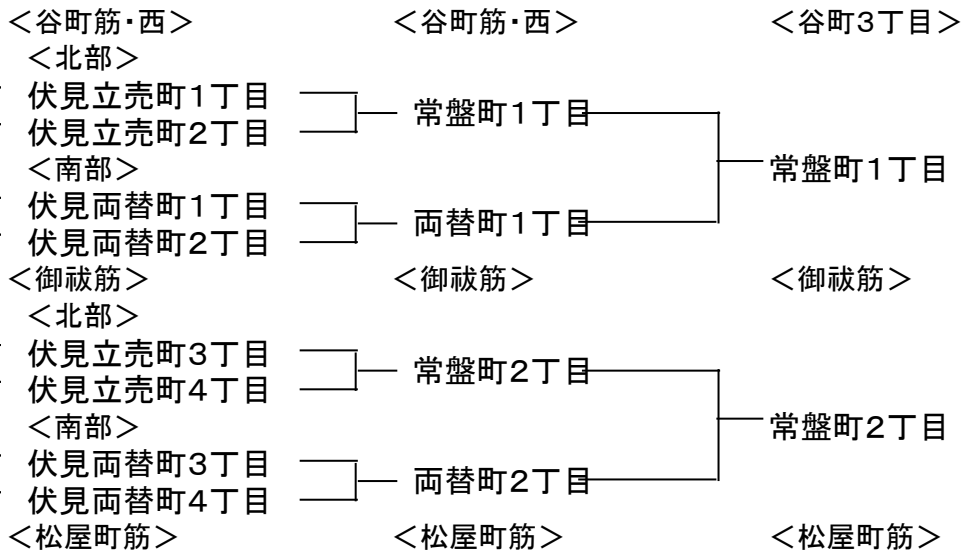 ＜谷町筋・西＞ ＜谷町筋・西＞ ＜谷町3丁目＞
＜北部＞
伏見立売町1丁目 常盤町1丁目
伏見立売町2丁目
＜南部＞ 常盤町1丁目
伏見両替町1丁目 両替町1丁目
伏見両替町2丁目
＜御祓筋＞ ＜御祓筋＞ ＜御祓筋＞
＜北部＞
伏見立売町3丁目 常盤町2丁目
伏見立売町4丁目
＜南部＞ 常盤町2丁目
伏見両替町3丁目 両替町2丁目
伏見両替町4丁目
＜松屋町筋＞ ＜松屋町筋＞ ＜松屋町筋＞